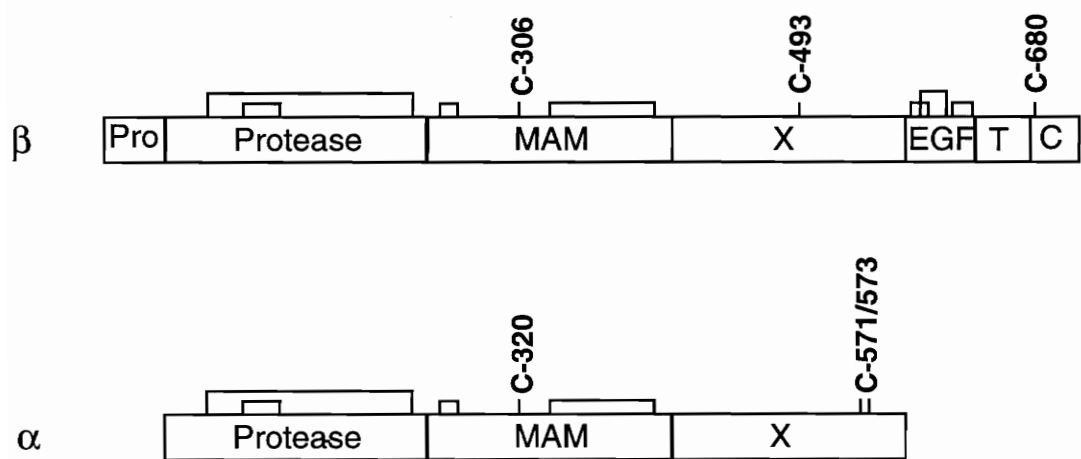 C-306
C-493
C-680
β
Pro
Protease
MAM
X
EGF
T
C
C-320
C-571/573
α
Protease
MAM
X